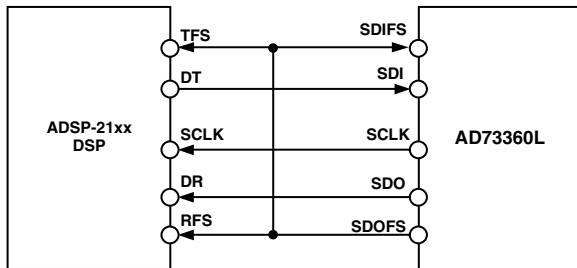 TFS
SDIFS
DT
SDI
ADSP-21xx
DSP
SCLK
SCLK
AD73360L
DR
SDO
RFS
SDOFS